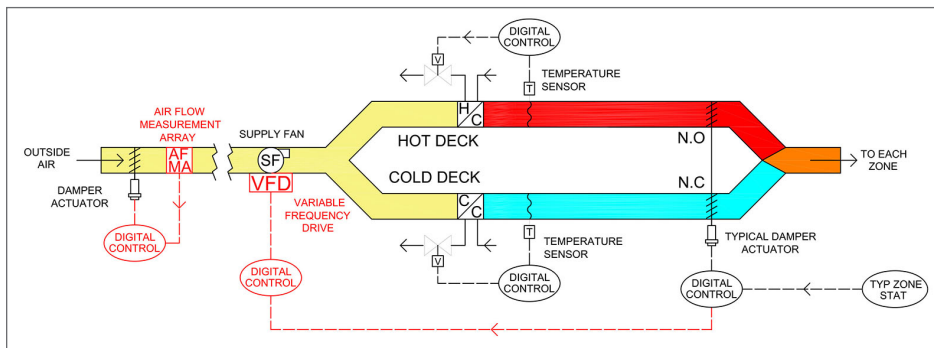 DIGITAL
CONTROL
V
T
TEMPERATURE
SENSOR
AIR FLOW
MEASUREMENT
ARRAY
SUPPLY FAN
H
C
HOT DECK
N.O
OUTSIDE
AIR
AF
MA
SF
VFD
TO EACH
ZONE
COLD DECK
N.C
DAMPER
ACTUATOR
VARIABLE
FREQUENCY
DRIVE
C
C
DIGITAL
CONTROL
V
T
TEMPERATURE
SENSOR
TYPICAL DAMPER
ACTUATOR
DIGITAL
CONTROL
DIGITAL
CONTROL
DIGITAL
CONTROL
TYP ZONE
STAT